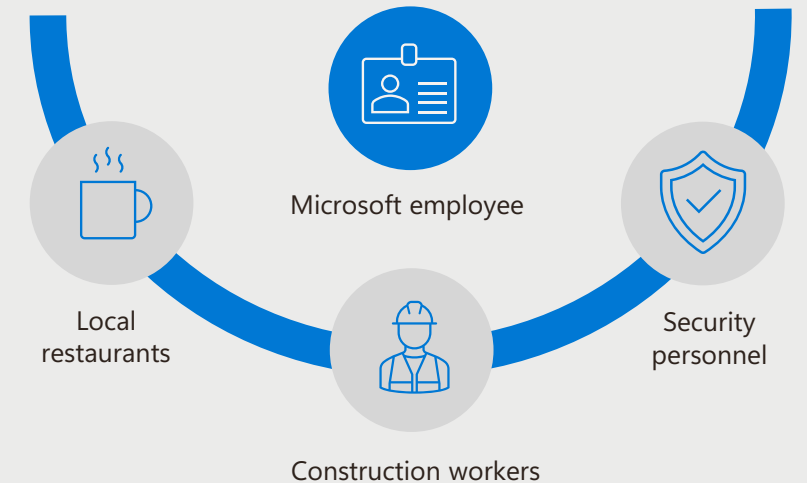 Microsoft employee
Local
restaurants
Security
personnel
Construction workers